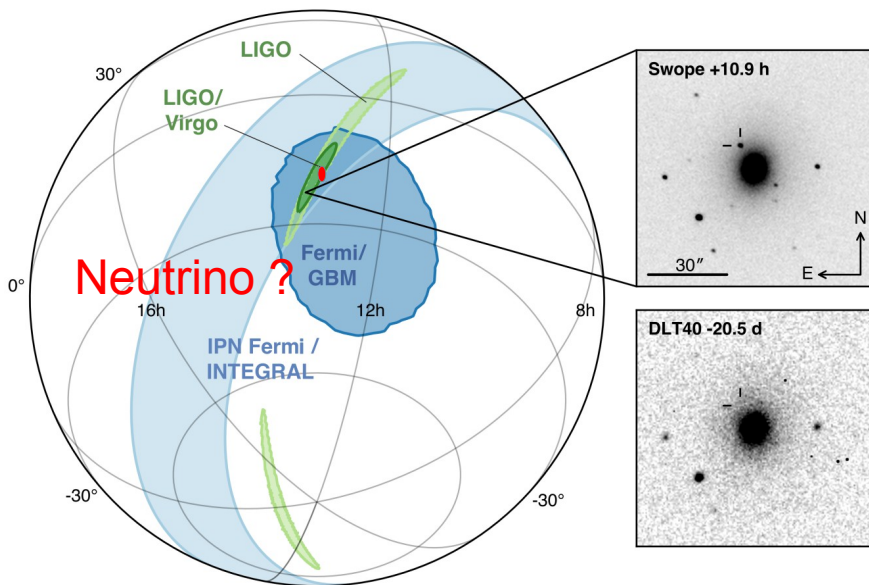 LIGO
30°
LIGO/
Virgo
Swope +10.9 h
N
E
30″
Fermi/
GBM
Neutrino ?
0°
16h
12h
8h
IPN Fermi /
INTEGRAL
DLT40 -20.5 d
-30°
-30°